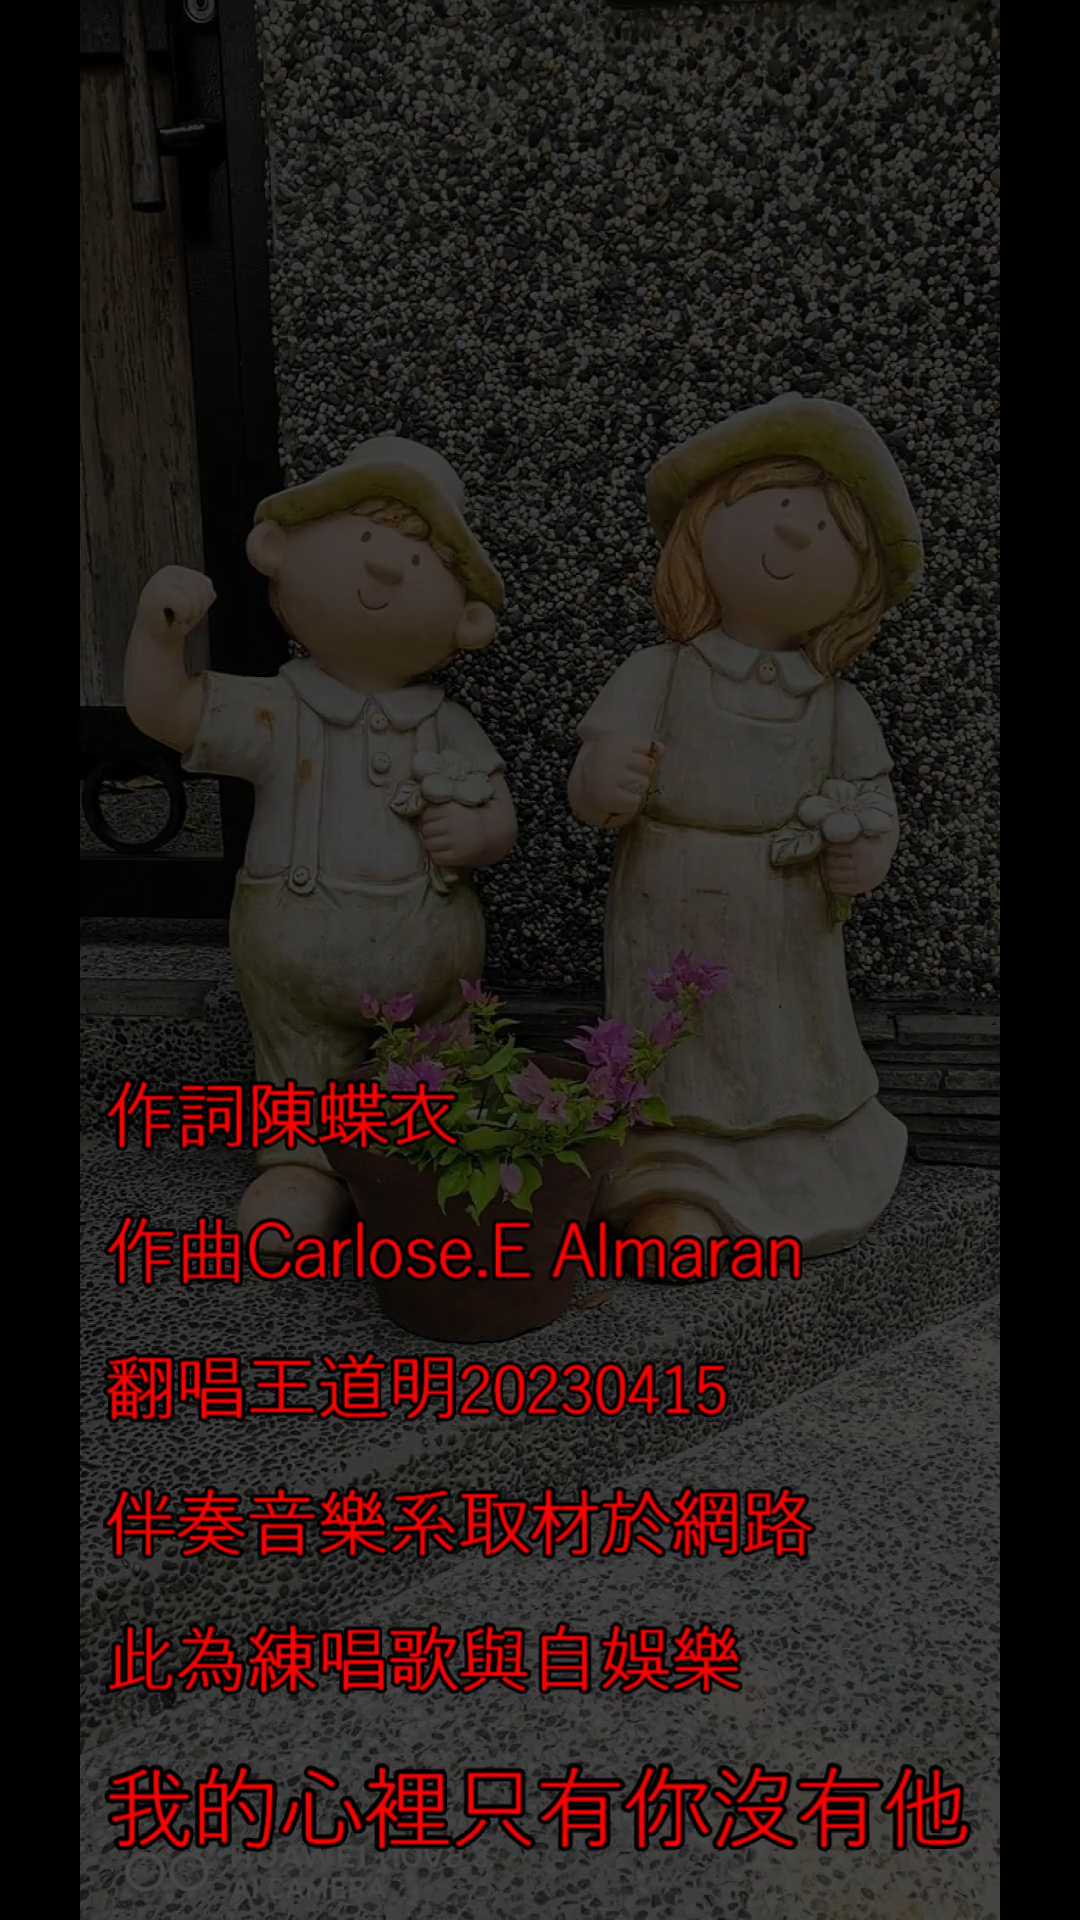 作詞陳蝶衣
作曲Carlose.E Almaran
翻唱王道明20230415
伴奏音樂系取材於網路
此為練唱歌與自娛樂
我的心裡只有你沒有他
AI CAMERA